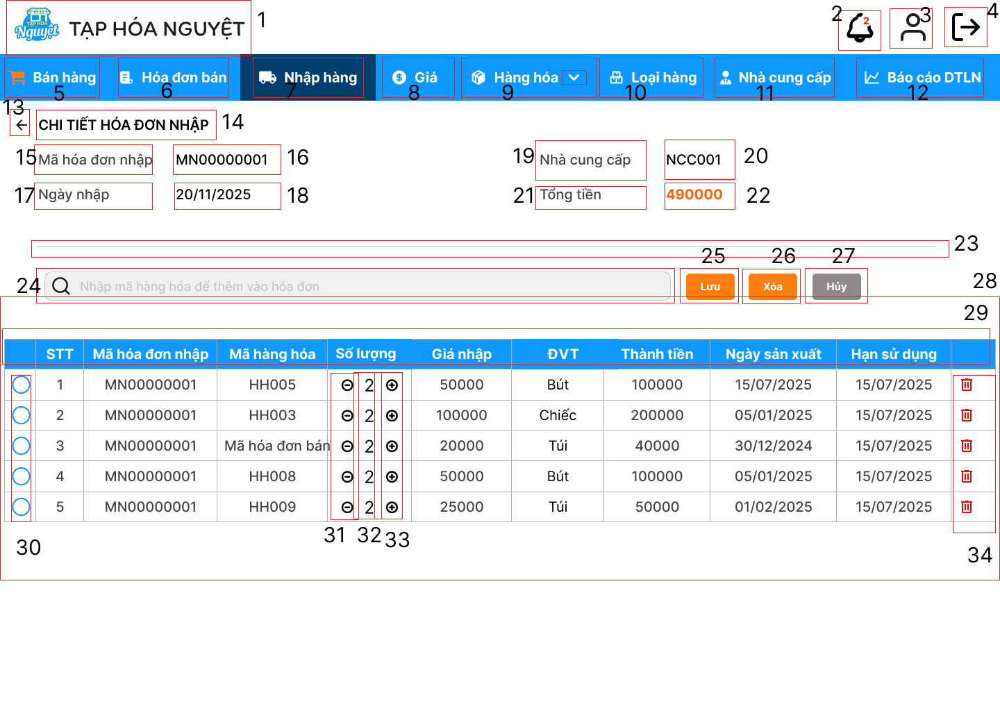 TẠP HÓA Nguyệt TẠP HÓA NGUYỆT 1 2 2 3 4
Bán hàng Hóa đơn bán Nhập hàng Giá Hàng hóa Loại hàng Nhà cung cấp Báo cáo DTLN
5 6 7 8 9 10 11 12
13 CHI TIẾT HÓA ĐƠN NHẬP 14
15 Mã hóa đơn nhập MN00000001 16 19 Nhà cung cấp NCC001 20
17 Ngày nhập 20/11/2025 18 21 Tổng tiền 490000 22
23
25 26 27
24 Nhập mã hàng hóa để thêm vào hóa đơn Lưu Xóa Hủy 28
29
STT Mã hóa đơn nhập Mã hàng hóa Số lượng Giá nhập ĐVT Thành tiền Ngày sản xuất Hạn sử dụng
1 MN00000001 HH005 2 50000 Bút 100000 15/07/2025 15/07/2025
2 MN00000001 HH003 2 100000 Chiếc 200000 05/01/2025 15/07/2025
3 MN00000001 Mã hóa đơn bán 2 20000 Túi 40000 30/12/2024 15/07/2025
4 MN00000001 HH008 2 50000 Bút 100000 05/01/2025 15/07/2025
5 MN00000001 HH009 2 25000 Túi 50000 01/02/2025 15/07/2025
30 31 32 33 34